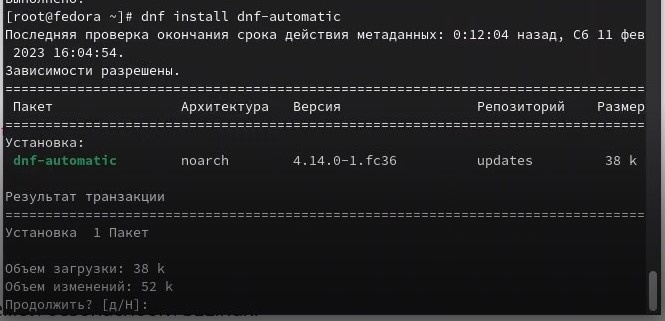 Выполнено.
[root@fedora ~]# dnf install dnf-automatic
Последняя проверка окончания срока действия метаданных: 0:12:04 назад, Сб 11 фев
2023 16:04:54.
Зависимости разрешены.
================================================================================
Пакет Архитектура Версия Репозиторий Размер
================================================================================
Установка:
dnf-automatic noarch 4.14.0-1.fc36 updates 38 k
Результат транзакции
================================================================================
Установка 1 Пакет
Объем загрузки: 38 k
Объем изменений: 52 k
Продолжить? [д/Н]: